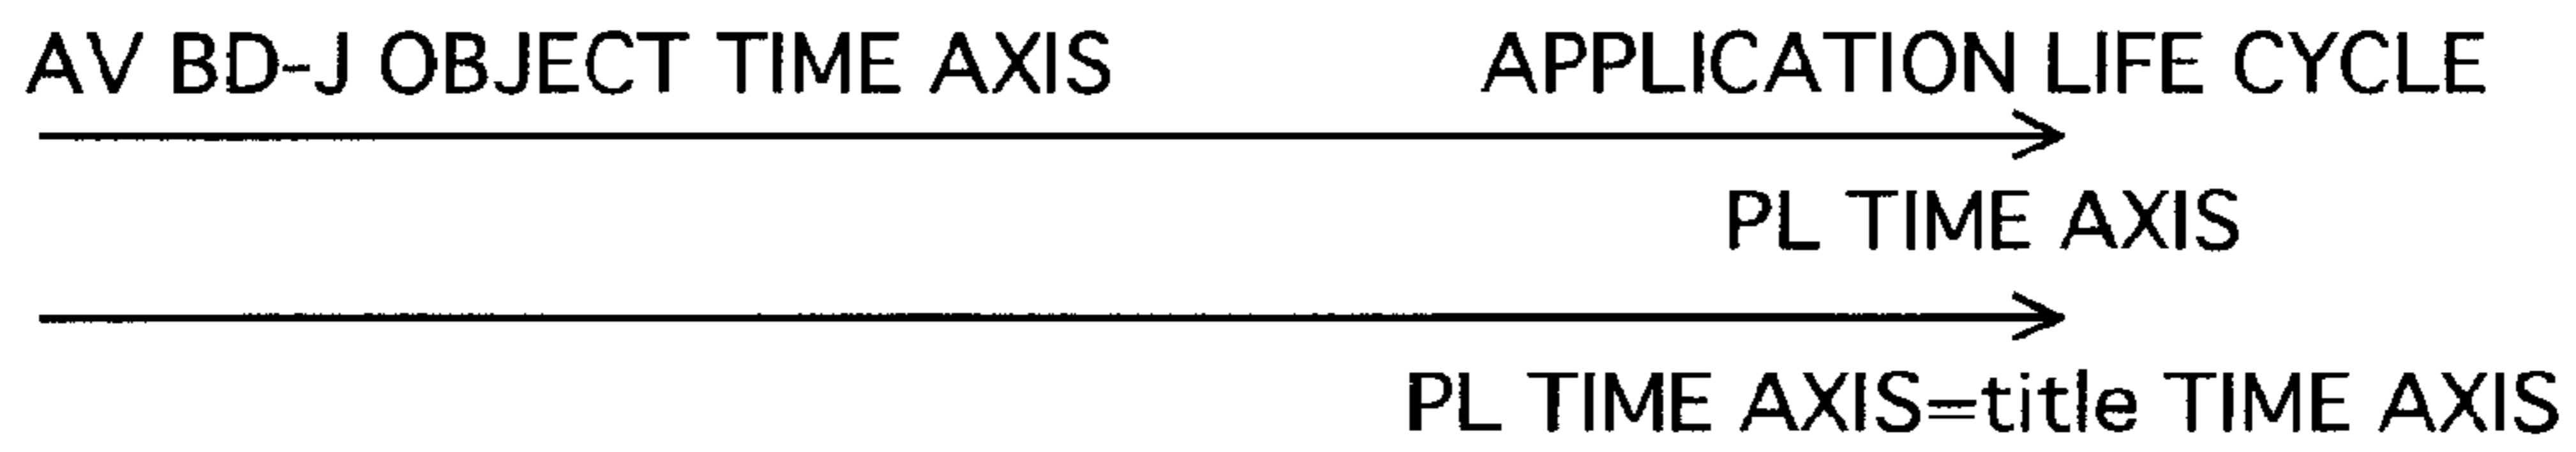 AV BD-J OBJECT TIME AXIS
APPLICATION LIFE CYCLE
PL TIME AXIS
PL TIME AXIS=title TIME AXIS